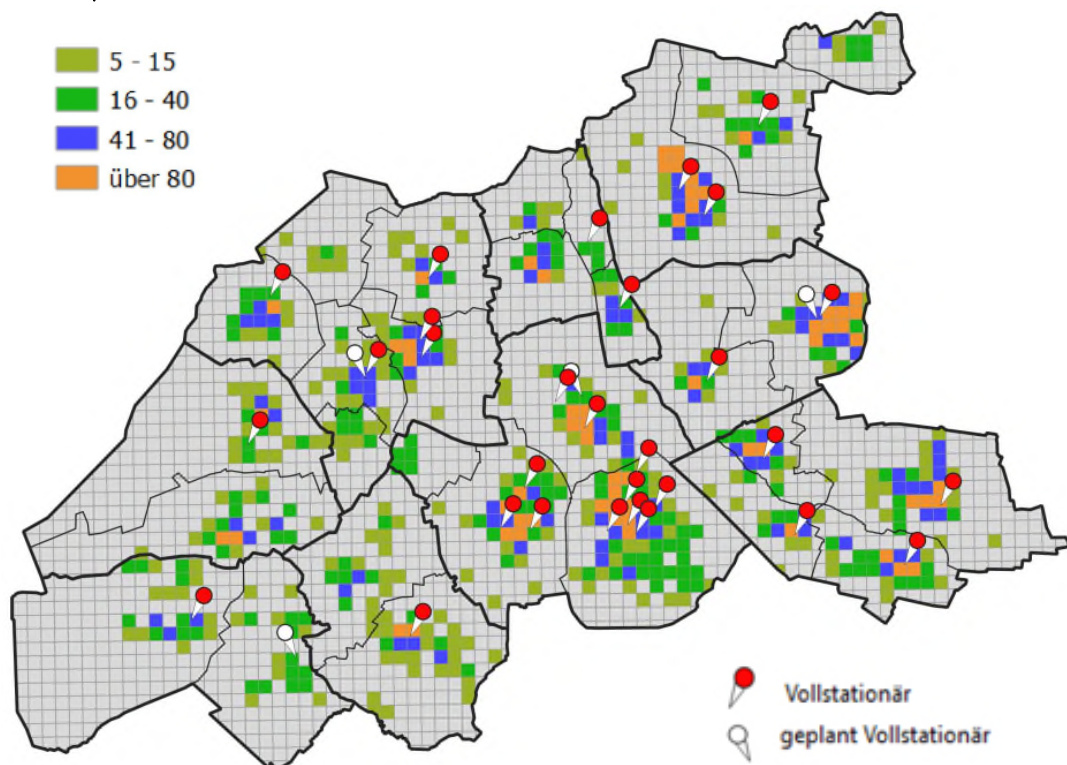 5 - 15
16 - 40
41 - 80
über 80
Vollstationär
geplant Vollstationär